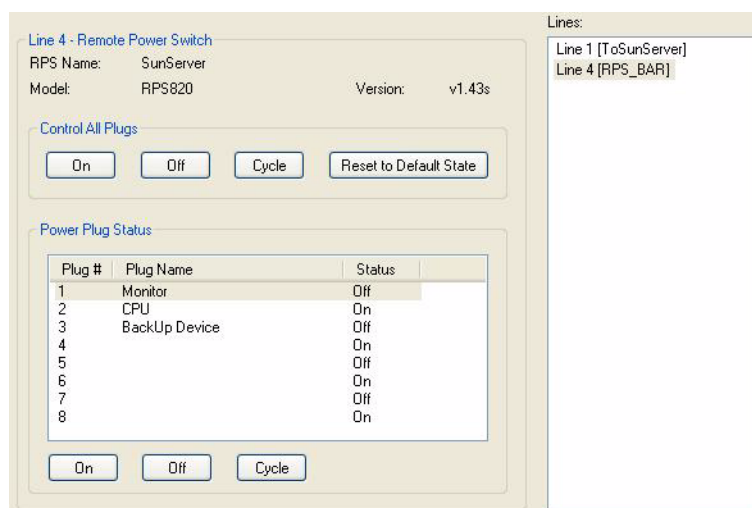 Line 4 - Remote Power Switch
RPS Name: SunServer
Model: RPS820 Version: v1.43s
Control All Plugs
On Off Cycle Reset to Default State
Power Plug Status
Plug # Plug Name Status
1 Monitor Off
2 CPU On
3 BackUp Device Off
4 On
5 Off
6 On
7 Off
8 On
On Off Cycle
Lines:
Line 1 [ToSunServer]
Line 4 [RPS_BAR]